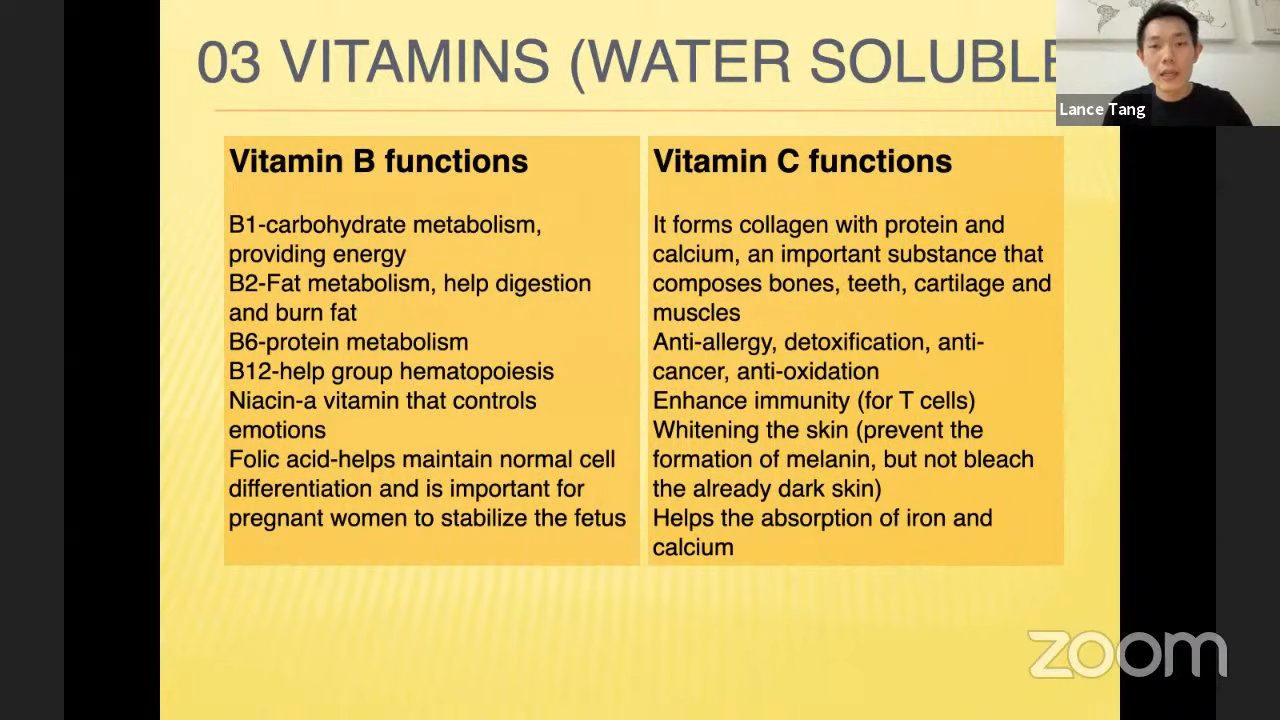 03 VITAMINS (WATER SOLUBLE
Lance Tang
Vitamin B functions
B1-carbohydrate metabolism,
providing energy
B2-Fat metabolism, help digestion
and burn fat
B6-protein metabolism
B12-help group hematopoiesis
Niacin-a vitamin that controls
emotions
Folic acid-helps maintain normal cell
differentiation and is important for
pregnant women to stabilize the fetus
Vitamin C functions
It forms collagen with protein and
calcium, an important substance that
composes bones, teeth, cartilage and
muscles
Anti-allergy, detoxification, anti-
cancer, anti-oxidation
Enhance immunity (for T cells)
Whitening the skin (prevent the
formation of melanin, but not bleach
the already dark skin)
Helps the absorption of iron and
calcium
zoom